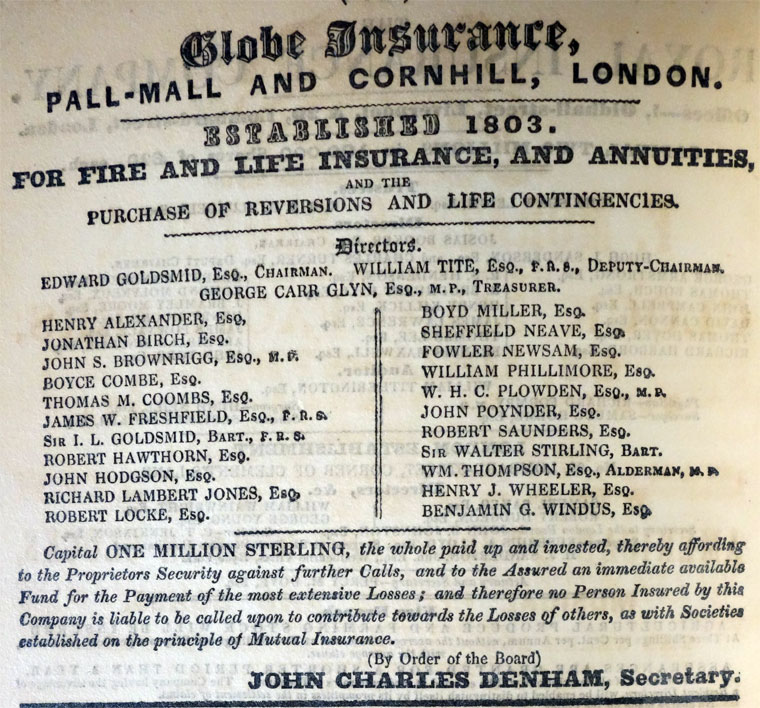 Globe Insurance,
PALL-MALL AND CORNHILL, LONDON.
ESTABLISHED 1803.
FOR FIRE AND LIFE INSURANCE, AND ANNUITIES,
AND THE
PURCHASE OF REVERSIONS AND LIFE CONTINGENCIES.
Directors.
EDWARD GOLDSMID, ESQ., CHAIRMAN. WILLIAM TITE, ESQ., F.R.S., DEPUTY-CHAIRMAN.
GEORGE CARR GLYN, ESQ., M.P., TREASURER.
HENRY ALEXANDER, ESQ.
JONATHAN BIRCH, ESQ.
JOHN S. BROWNRIGG, ESQ., M.P.
BOYCE COMBE, ESQ.
THOMAS M. COOMBS, ESQ.
JAMES W. FRESHFIELD, ESQ., F.R.S.
SIR I. L. GOLDSMID, BART., F.R.S.
ROBERT HAWTHORN, ESQ.
JOHN HODGSON, ESQ.
RICHARD LAMBERT JONES, ESQ.
ROBERT LOCKE, ESQ.
BOYD MILLER, ESQ.
SHEFFIELD NEAVE, ESQ.
FOWLER NEWSAM, ESQ.
WILLIAM PHILLIMORE, ESQ.
W. H. C. PLOWDEN, ESQ., M.P.
JOHN POYNDER, ESQ.
ROBERT SAUNDERS, ESQ.
SIR WALTER STIRLING, BART.
WM. THOMPSON, ESQ., ALDERMAN, M.P.
HENRY J. WHEELER, ESQ.
BENJAMIN G. WINDUS, ESQ.
Capital ONE MILLION STERLING, the whole paid up and invested, thereby affording
to the Proprietors Security against further Calls, and to the Assured an immediate available
Fund for the Payment of the most extensive Losses; and therefore no Person Insured by this
Company is liable to be called upon to contribute towards the Losses of others, as with Societies
established on the principle of Mutual Insurance.
(By Order of the Board)
JOHN CHARLES DENHAM, Secretary.